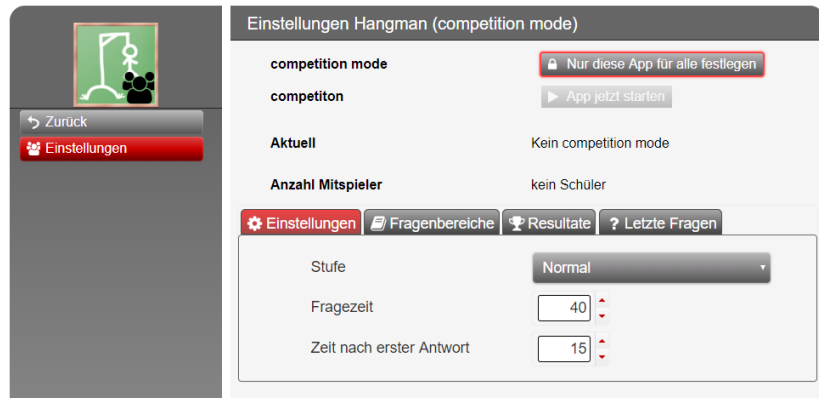 Einstellungen Hangman (competition mode)
competition mode
Nur diese App für alle festlegen
competiton
App jetzt starten
Zurück
Einstellungen
Aktuell
Kein competition mode
Anzahl Mitspieler
kein Schüler
Einstellungen
Fragenbereiche
Resultate
? Letzte Fragen
Stufe
Normal
Fragezeit
40
Zeit nach erster Antwort
15